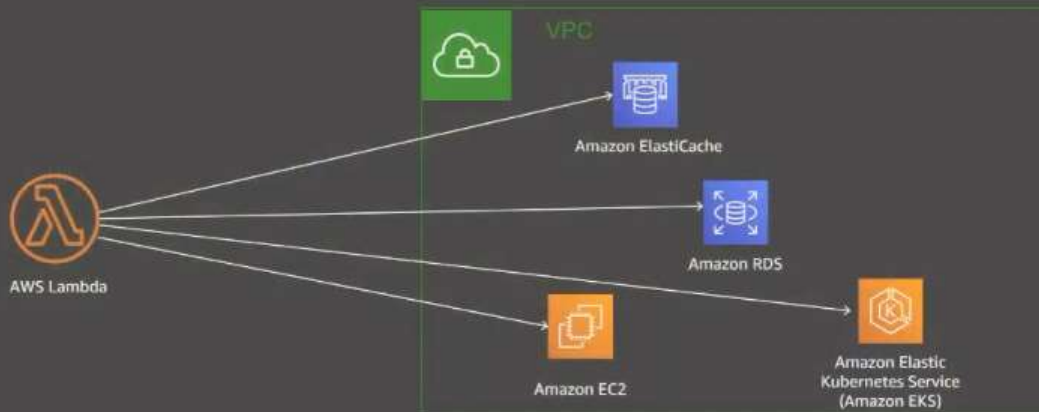 VPC
Amazon ElastiCache
AWS Lambda
Amazon RDS
Amazon EC2
Amazon Elastic
Kubernetes Service
(Amazon EKS)